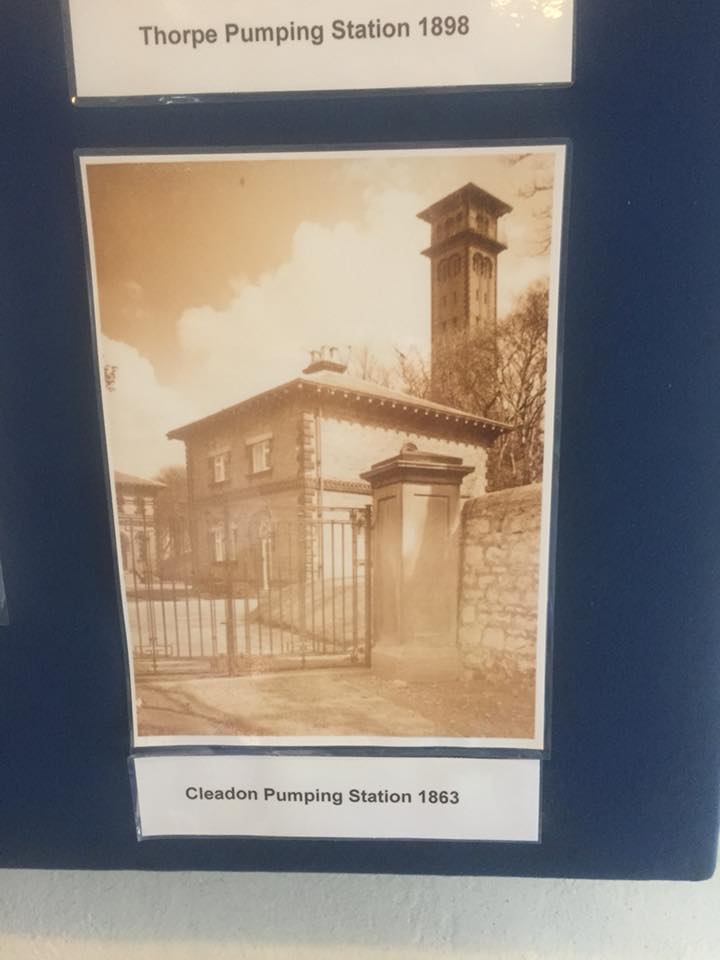 Thorpe Pumping Station 1898
Cleadon Pumping Station 1863